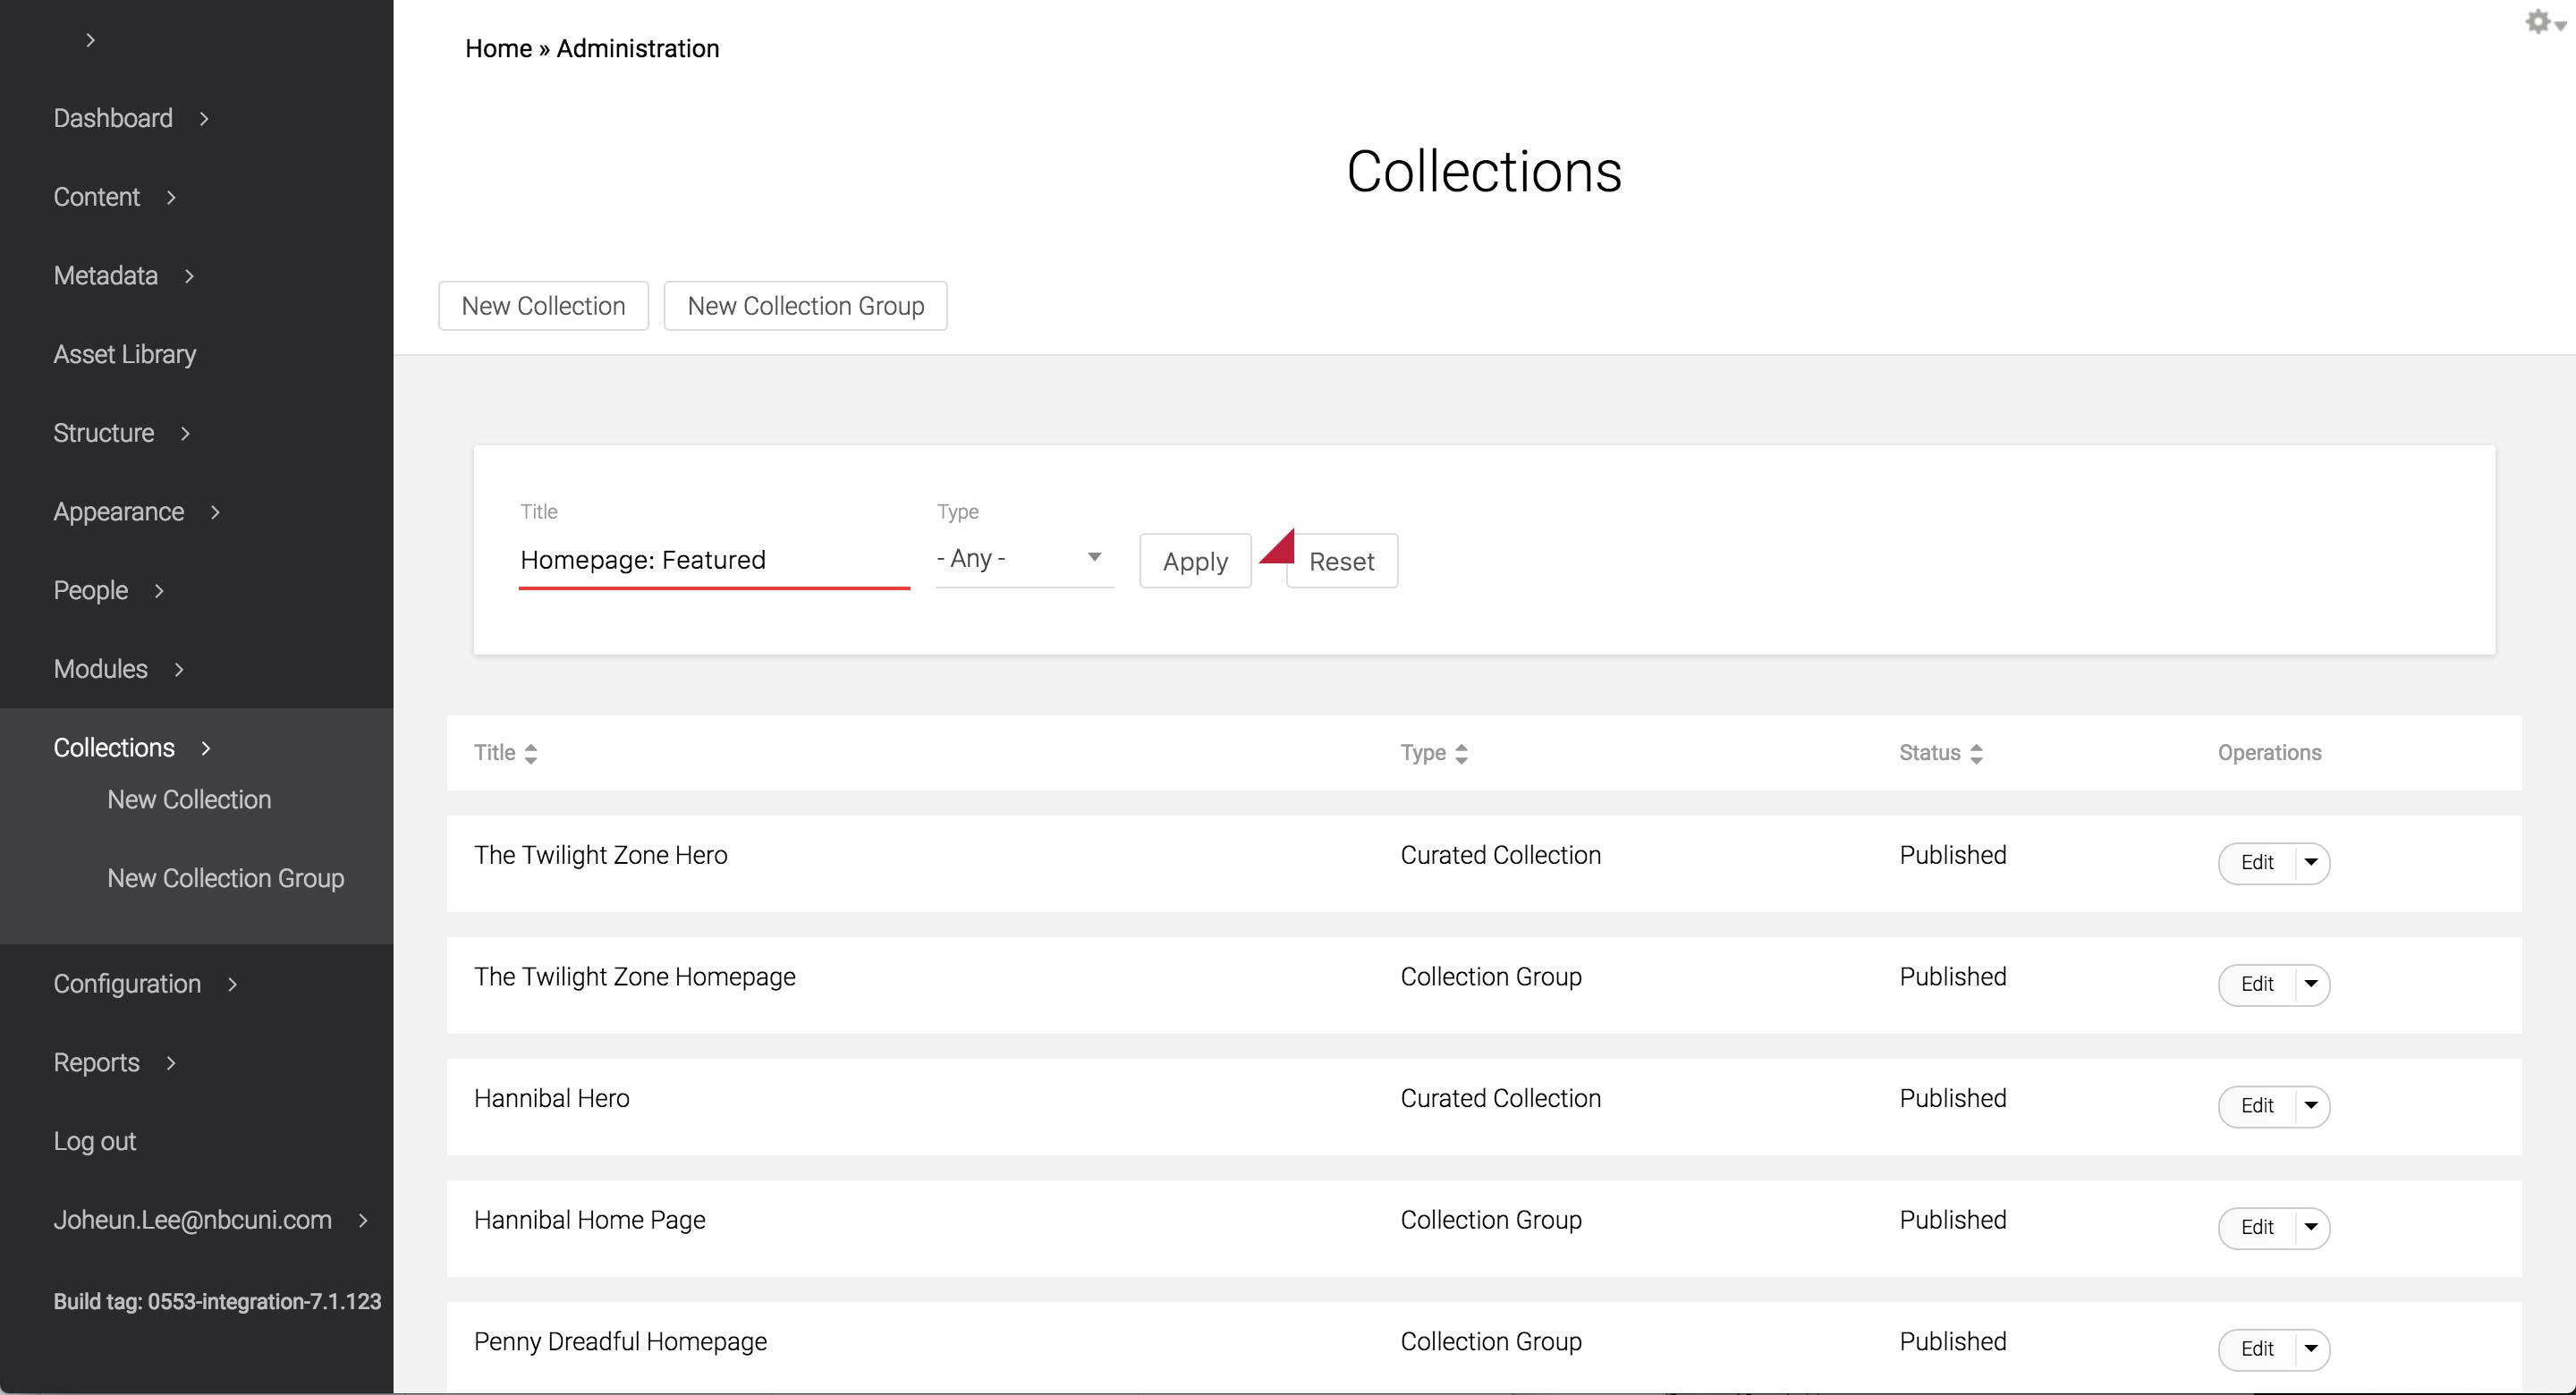 Dashboard
Content
Metadata
Asset Library
Structure
Appearance
People
Modules
Collections
New Collection
New Collection Group
Configuration
Reports
Log out
Joheun.Lee@nbcuni.com
Build tag: 0553-integration-7.1.123
Home » Administration
Collections
New Collection New Collection Group
Title Type
Homepage: Featured - Any - Apply Reset
Title Type Status Operations
The Twilight Zone Hero Curated Collection Published Edit
The Twilight Zone Homepage Collection Group Published Edit
Hannibal Hero Curated Collection Published Edit
Hannibal Home Page Collection Group Published Edit
Penny Dreadful Homepage Collection Group Published Edit